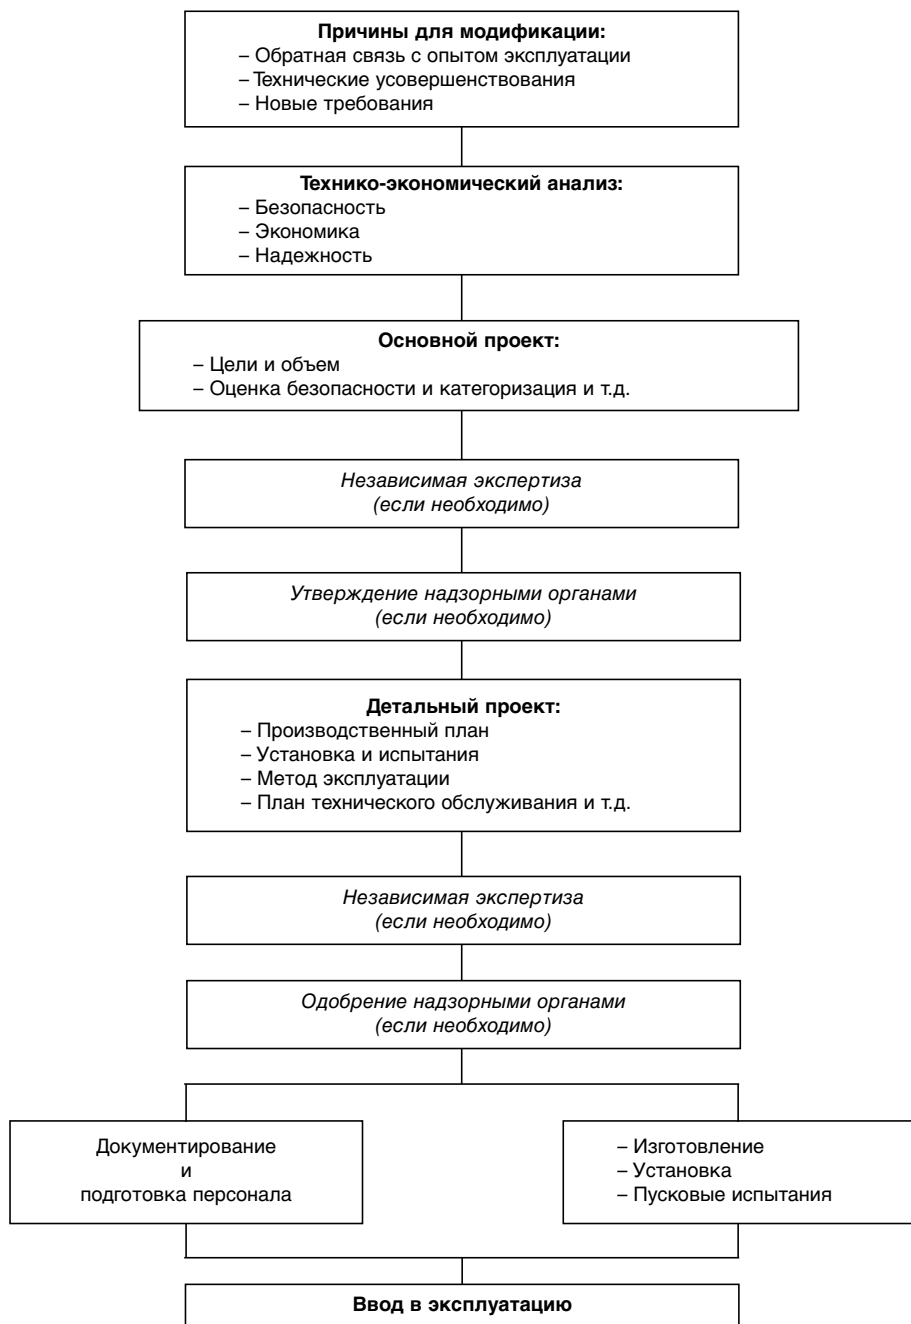 Причины для модификации:
– Обратная связь с опытом эксплуатации
– Технические усовершенствования
– Новые требования
Технико-экономический анализ:
– Безопасность
– Экономика
– Надежность
Основной проект:
– Цели и объем
– Оценка безопасности и категоризация и т.д.
Независимая экспертиза
(если необходимо)
Утверждение надзорными органами
(если необходимо)
Детальный проект:
– Производственный план
– Установка и испытания
– Метод эксплуатации
– План технического обслуживания и т.д.
Независимая экспертиза
(если необходимо)
Одобрение надзорными органами
(если необходимо)
Документирование
и
подготовка персонала
– Изготовление
– Установка
– Пусковые испытания
Ввод в эксплуатацию